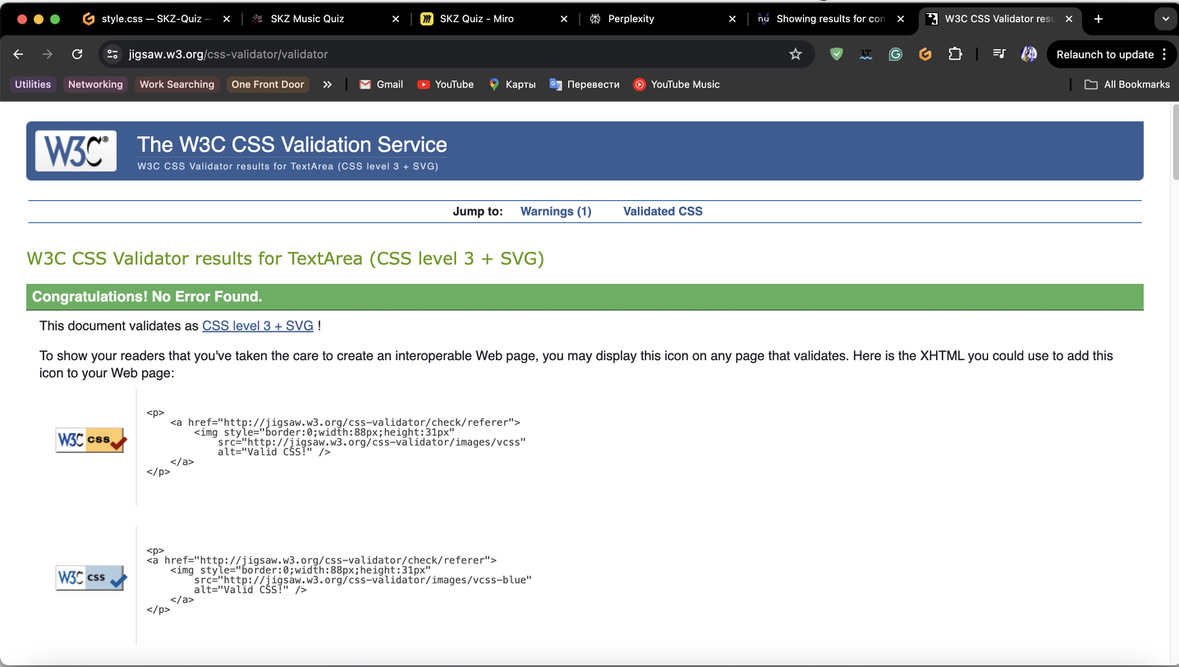 style.css — SKZ-Quiz —
SKZ Music Quiz
SKZ Quiz - Miro
Perplexity
Showing results for con
W3C CSS Validator resu
jigsaw.w3.org/css-validator/validator
Relaunch to update
Utilities
Networking
Work Searching
One Front Door
Gmail
YouTube
Карты
Перевести
YouTube Music
All Bookmarks
W3C®
The W3C CSS Validation Service
W3C CSS Validator results for TextArea (CSS level 3 + SVG)
Jump to: Warnings (1) Validated CSS
W3C CSS Validator results for TextArea (CSS level 3 + SVG)
Congratulations! No Error Found.
This document validates as CSS level 3 + SVG !
To show your readers that you've taken the care to create an interoperable Web page, you may display this icon on any page that validates. Here is the XHTML you could use to add this
icon to your Web page:
W3C css
<p>
<a href="http://jigsaw.w3.org/css-validator/check/referer">
<img style="border:0;width:88px;height:31px"
src="http://jigsaw.w3.org/css-validator/images/vcss"
alt="Valid CSS!" />
</a>
</p>
W3C css
<p>
<a href="http://jigsaw.w3.org/css-validator/check/referer">
<img style="border:0;width:88px;height:31px"
src="http://jigsaw.w3.org/css-validator/images/vcss-blue"
alt="Valid CSS!" />
</a>
</p>